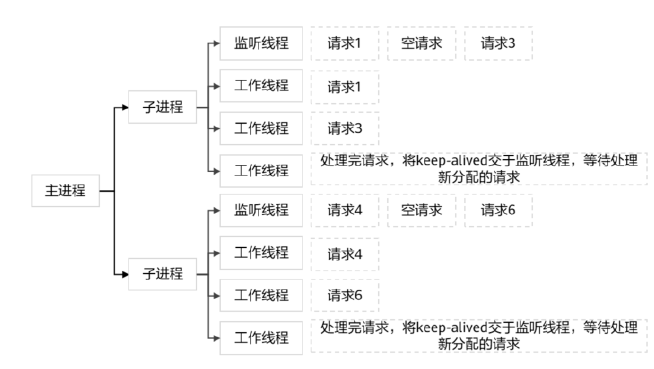 监听线程 请求1 空请求 请求3
工作线程 请求1
子进程
工作线程 请求3
工作线程 处理完请求，将keep-alived交于监听线程，等待处理
新分配的请求
主进程
监听线程 请求4 空请求 请求6
工作线程 请求4
子进程
工作线程 请求6
工作线程 处理完请求，将keep-alived交于监听线程，等待处理
新分配的请求